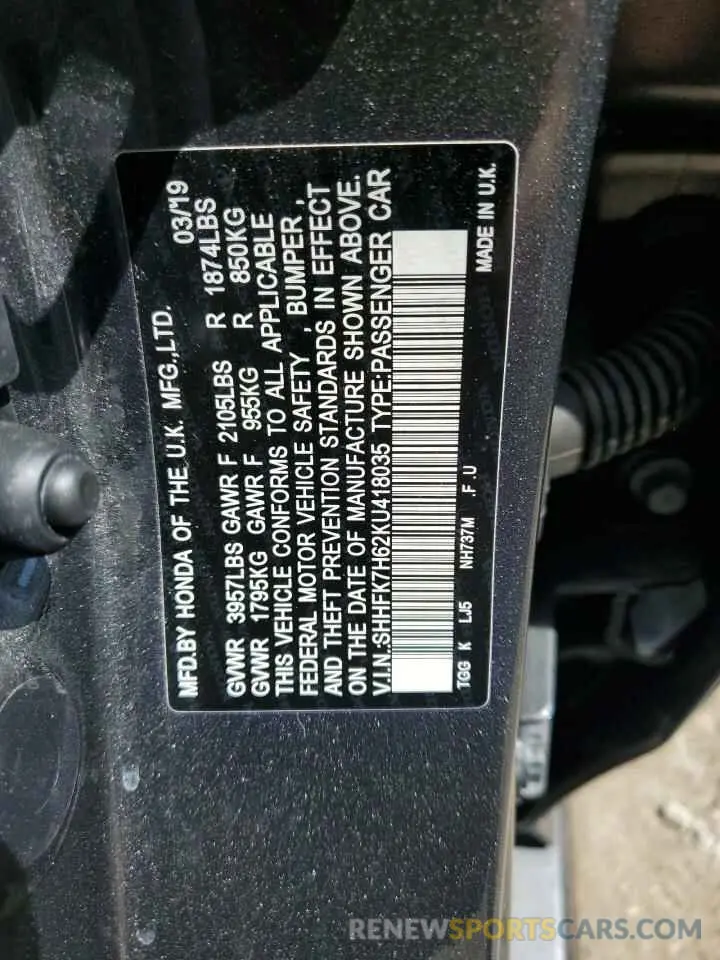 MFD.BY HONDA OF THE U.K. MFG.,LTD. 03/19
GVWR 3957LBS GAWR F 2105LBS R 1874LBS
GVWR 1795KG GAWR F 955KG R 850KG
THIS VEHICLE CONFORMS TO ALL APPLICABLE
FEDERAL MOTOR VEHICLE SAFETY , BUMPER ,
AND THEFT PREVENTION STANDARDS IN EFFECT
ON THE DATE OF MANUFACTURE SHOWN ABOVE.
V.I.N.:SHHFK7H62KU418035 TYPE:PASSENGER CAR
TGG K LJ5 NH737M .F .U
MADE IN U.K.
RENEWSPORTSCARS.COM